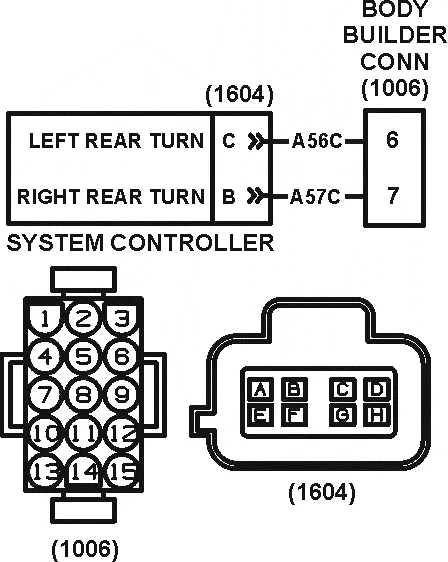 BODY
BUILDER
CONN
(1604) (1006)
LEFT REAR TURN C A56C 6
RIGHT REAR TURN B A57C 7
SYSTEM CONTROLLER
1 2 3
4 5 6
7 8 9
10 11 12
13 14 15
A B C D
E F G H
(1604)
(1006)